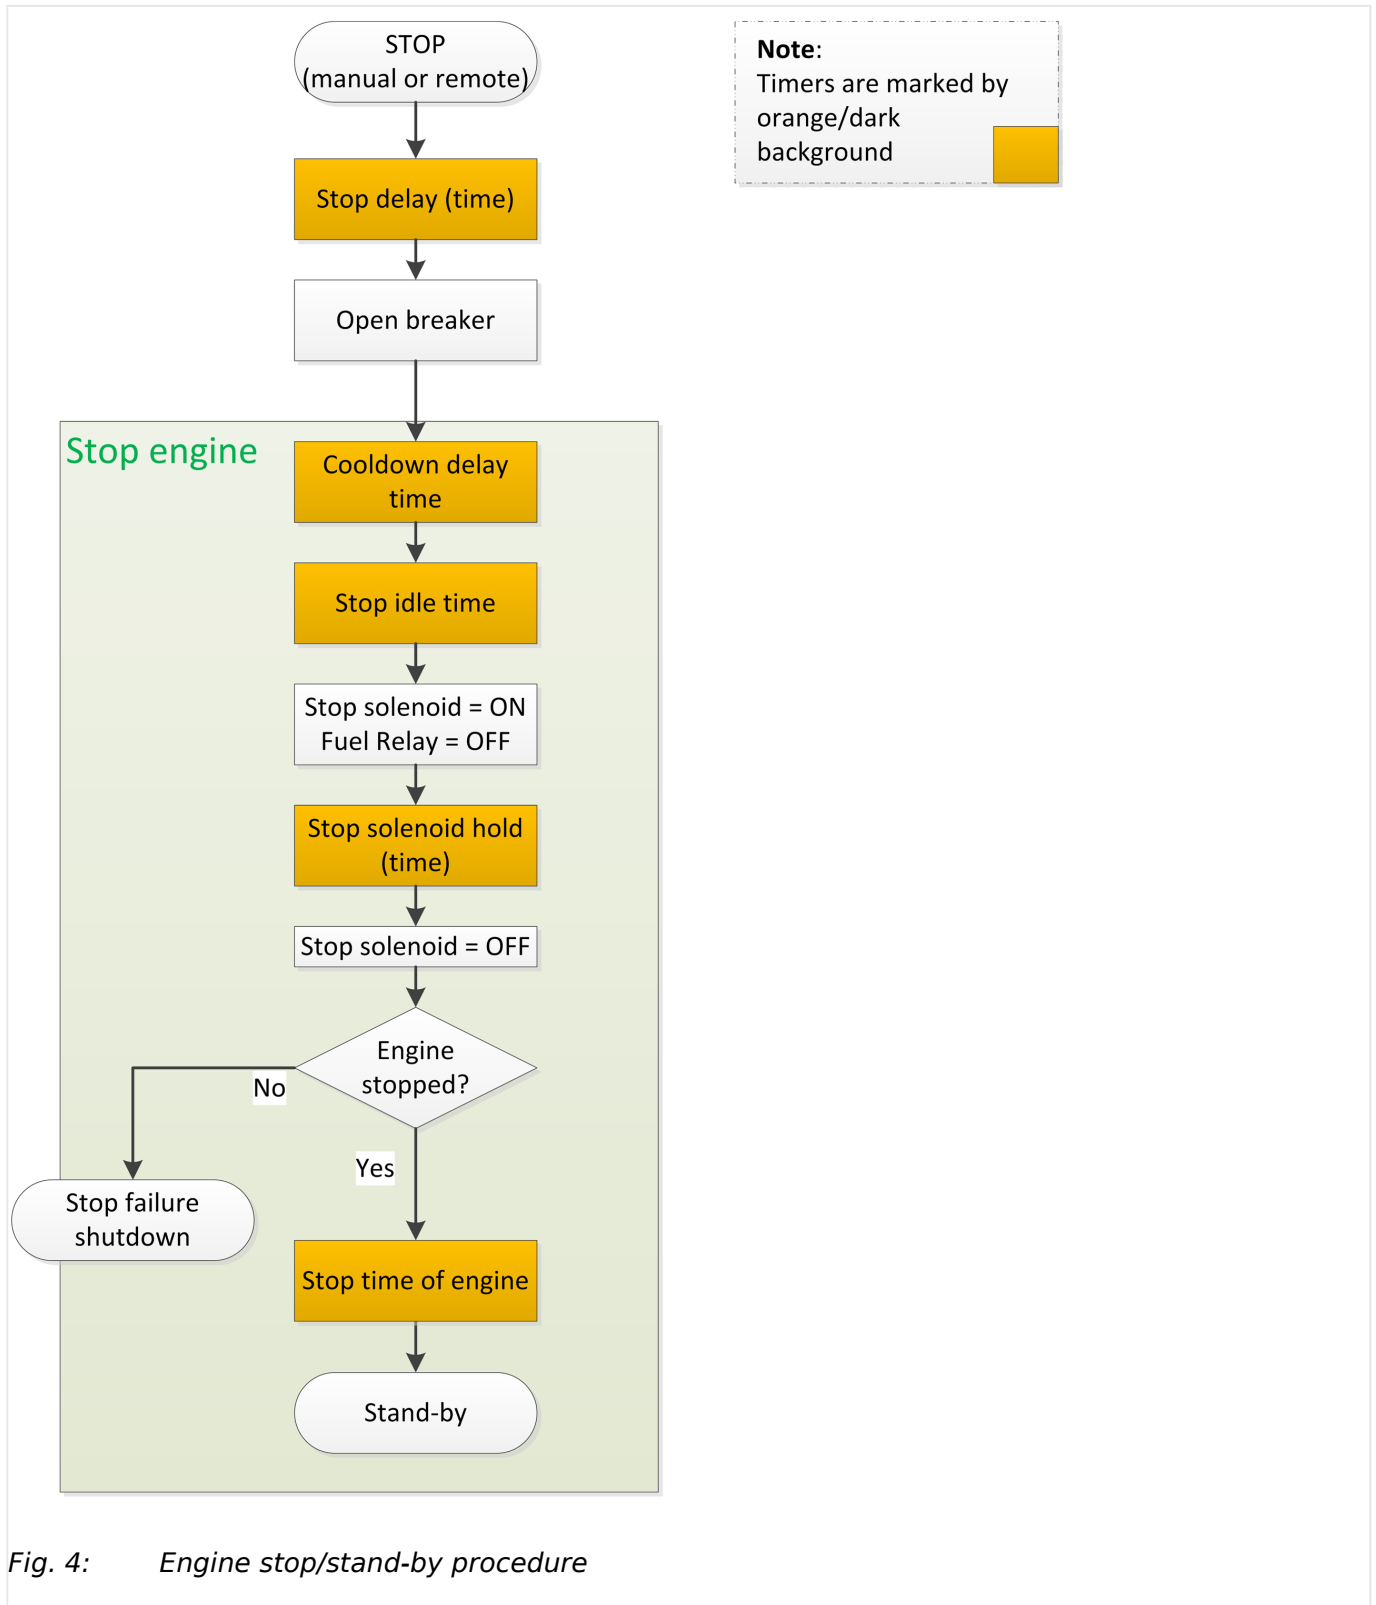 STOP
(manual or remote)
Note:
Timers are marked by
orange/dark
background
Stop delay (time)
Open breaker
Stop engine
Cooldown delay
time
Stop idle time
Stop solenoid = ON
Fuel Relay = OFF
Stop solenoid hold
(time)
Stop solenoid = OFF
Engine
stopped?
No
Yes
Stop failure
shutdown
Stop time of engine
Stand-by
Fig. 4: Engine stop/stand-by procedure